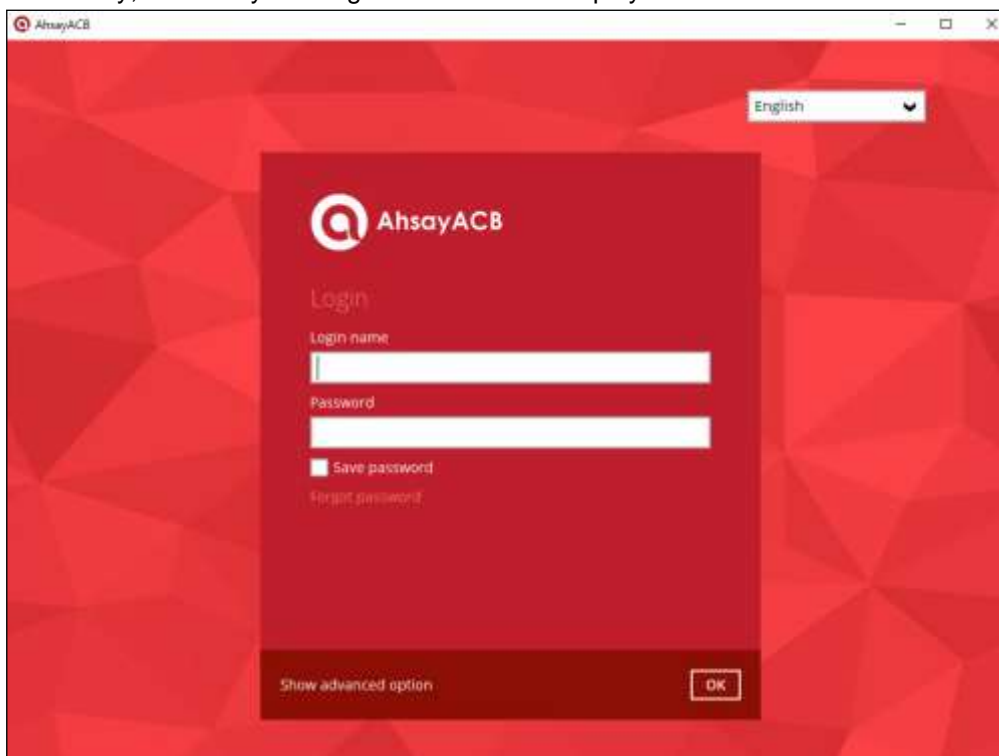 AhsayACB
English
AhsayACB
Login
Login name
Password
Save password
Forgot password
Show advanced option
OK